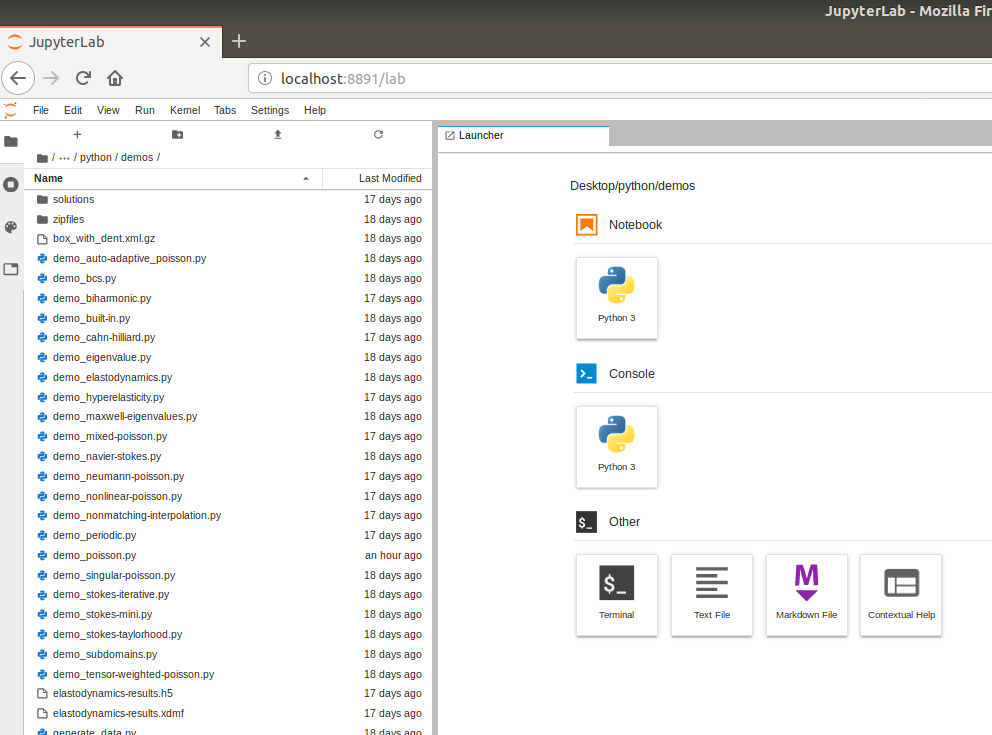 JupyterLab - Mozilla Fir
JupyterLab
localhost:8891/lab
File Edit View Run Kernel Tabs Settings Help
/ ··· / python / demos /
Name Last Modified
solutions 17 days ago
zipfiles 18 days ago
box_with_dent.xml.gz 18 days ago
demo_auto-adaptive_poisson.py 18 days ago
demo_bcs.py 18 days ago
demo_biharmonic.py 17 days ago
demo_built-in.py 18 days ago
demo_cahn-hilliard.py 17 days ago
demo_eigenvalue.py 18 days ago
demo_elastodynamics.py 18 days ago
demo_hyperelasticity.py 17 days ago
demo_maxwell-eigenvalues.py 18 days ago
demo_mixed-poisson.py 17 days ago
demo_navier-stokes.py 18 days ago
demo_neumann-poisson.py 17 days ago
demo_nonlinear-poisson.py 17 days ago
demo_nonmatching-interpolation.py 17 days ago
demo_periodic.py 17 days ago
demo_poisson.py an hour ago
demo_singular-poisson.py 18 days ago
demo_stokes-iterative.py 18 days ago
demo_stokes-mini.py 18 days ago
demo_stokes-taylorhood.py 18 days ago
demo_subdomains.py 18 days ago
demo_tensor-weighted-poisson.py 18 days ago
elastodynamics-results.h5 17 days ago
elastodynamics-results.xdmf 17 days ago
generate_data.py 18 days ago
Launcher
Desktop/python/demos
Notebook
Python 3
Console
Python 3
$_ Other
$_
Terminal Text File Markdown File Contextual Help